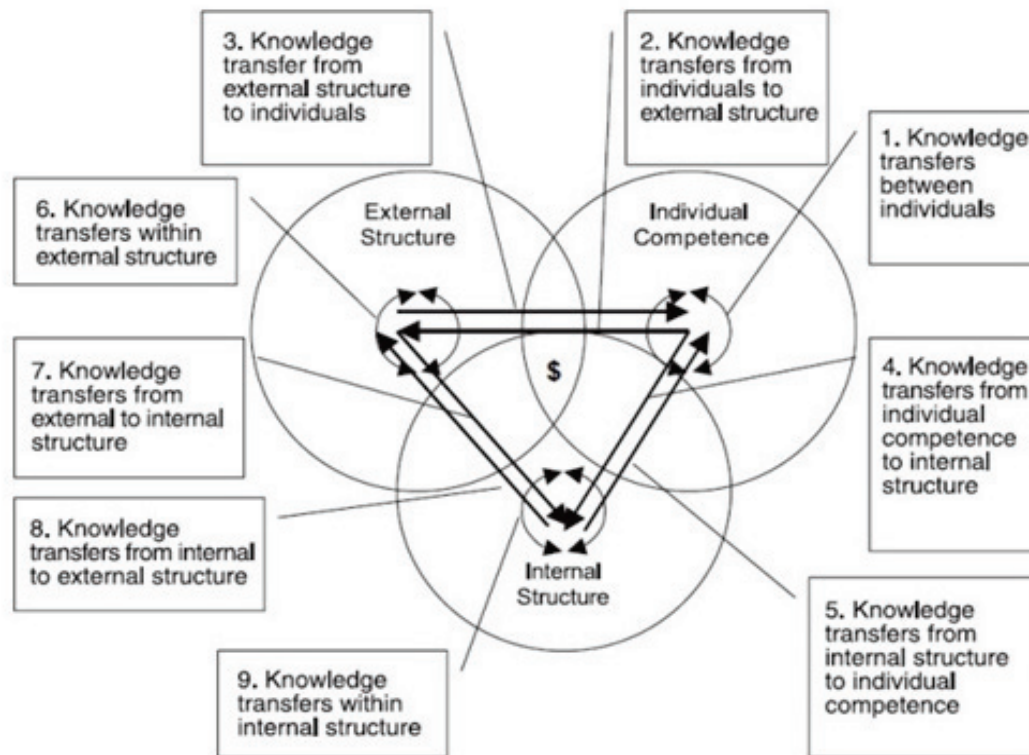 3. Knowledge
transfer from
external structure
to individuals
2. Knowledge
transfers from
individuals to
external structure
1. Knowledge
transfers
between
individuals
6. Knowledge
transfers within
external structure
External
Structure
Individual
Competence
7. Knowledge
transfers from
external to internal
structure
$
4. Knowledge
transfers from
individual
competence
to internal
structure
8. Knowledge
transfers from internal
to external structure
Internal
Structure
5. Knowledge
transfers from
internal structure
to individual
competence
9. Knowledge
transfers within
internal structure